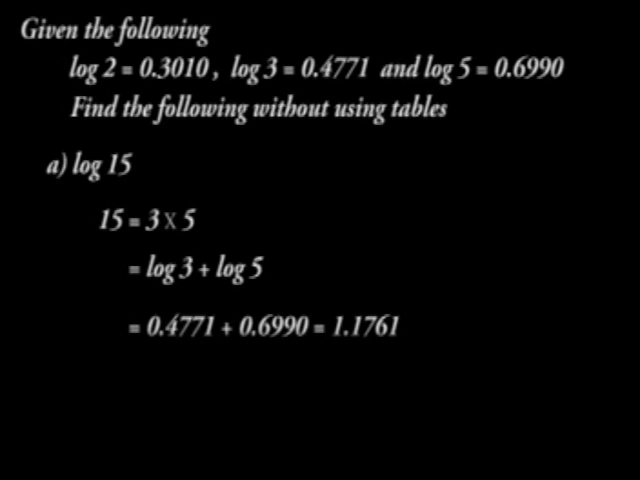 Given the following
log 2 = 0.3010 , log 3 = 0.4771 and log 5 = 0.6990
Find the following without using tables
a) log 15
15 = 3 x 5
= log 3 + log 5
= 0.4771 + 0.6990 = 1.1761